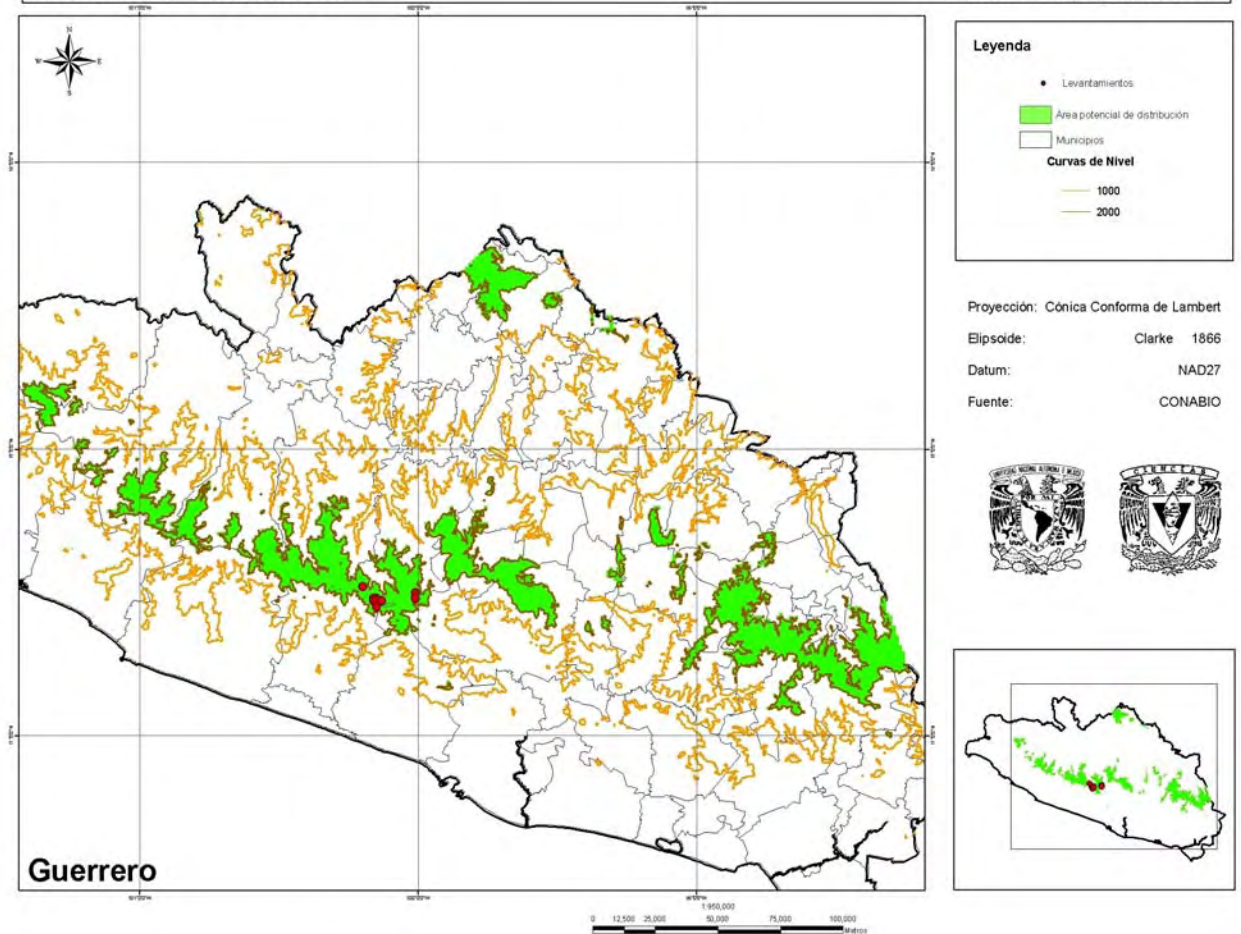 N
W E
S
Leyenda
Levantamientos
Área potencial de distribución
Municipios
Curvas de Nivel
1000
2000
Proyección: Cónica Conforma de Lambert
Elipsoide: Clarke 1866
Datum: NAD27
Fuente: CONABIO
CIENCIAS
Guerrero
1:950,000
0 12,500 25,000 50,000 75,000 100,000
Metros